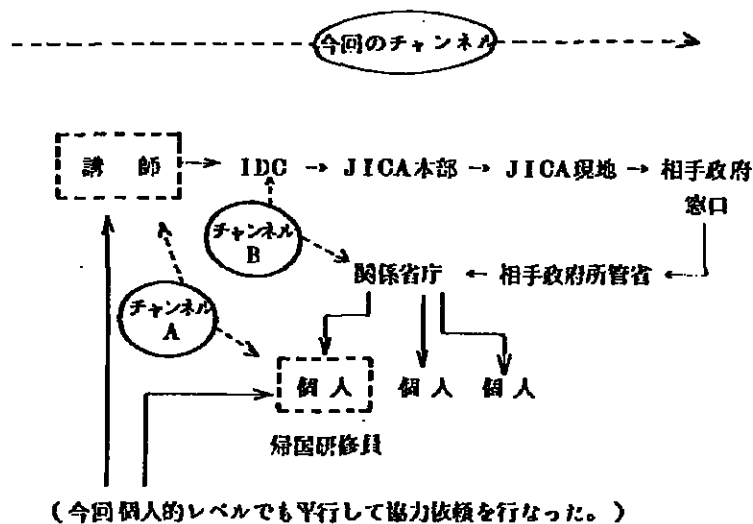 今回のチャンネル
講師 → IDC → JICA本部 → JICA現地 → 相手政府
窓口
チャンネル
B
関係省庁 ← 相手政府所管省 ←
チャンネル
A
個人 個人 個人
帰国研修員
(今回個人的レベルでも平行して協力依頼を行なった。)